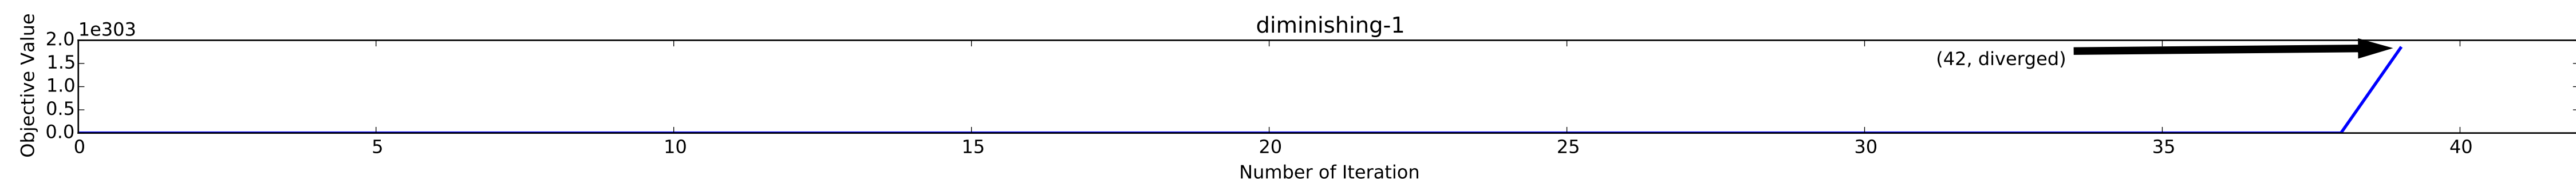 diminishing-1
1e303
Objective Value
2.0
1.5
1.0
0.5
0.0
(42, diverged)
0 5 10 15 20 25 30 35 40
Number of Iteration